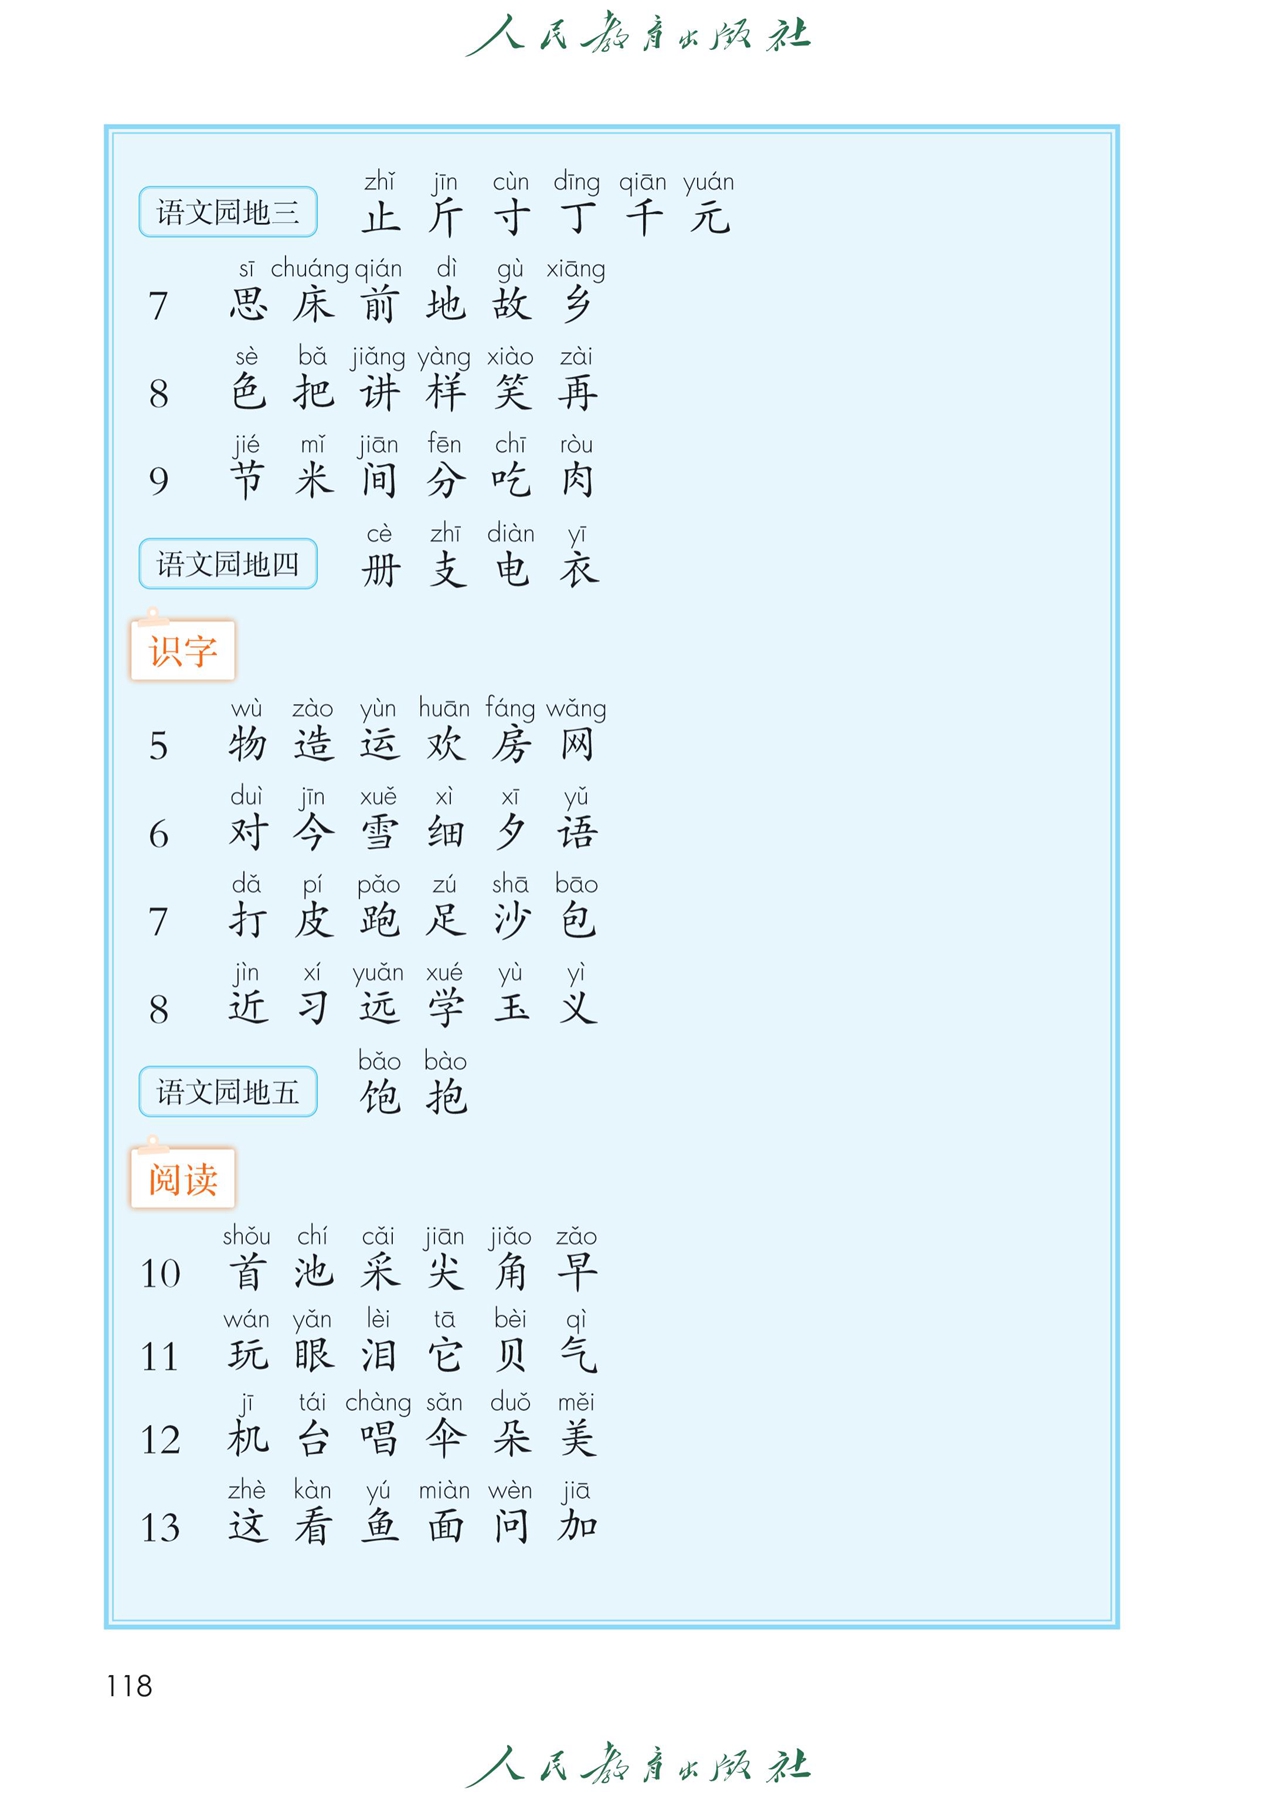 人民教育出版社
zhǐ jīn cùn dīng qiān yuán
语文园地三 止 斤 寸 丁 千 元
sī chuáng qián dì gù xiāng
7 思 床 前 地 故 乡
sè bǎ jiǎng yàng xiào zài
8 色 把 讲 样 笑 再
jié mǐ jiān fēn chī ròu
9 节 米 间 分 吃 肉
cè zhī diàn yī
语文园地四 册 支 电 衣
识字
wù zào yùn huān fáng wǎng
5 物 造 运 欢 房 网
duì jīn xuě xì xī yǔ
6 对 今 雪 细 夕 语
dǎ pí pǎo zú shā bāo
7 打 皮 跑 足 沙 包
jìn xí yuǎn xué yù yì
8 近 习 远 学 玉 义
bǎo bào
语文园地五 饱 抱
阅读
shǒu chí cǎi jiān jiǎo zǎo
10 首 池 采 尖 角 早
wán yǎn lèi tā bèi qì
11 玩 眼 泪 它 贝 气
jī tái chàng sǎn duǒ měi
12 机 台 唱 伞 朵 美
zhè kàn yú miàn wèn jiā
13 这 看 鱼 面 问 加
118
人民教育出版社